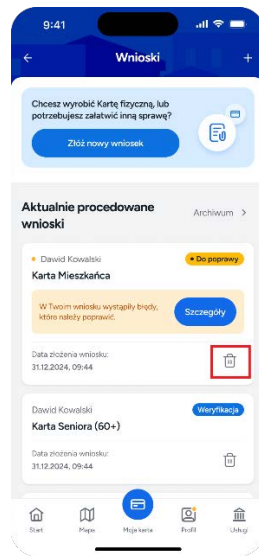 9:41
Wnioski
Chcesz wyrobić Kartę fizyczną, lub
potrzebujesz załatwić inną sprawę?
Złóż nowy wniosek
Aktualnie procedowane
wnioski
Archiwum
Dawid Kowalski
Do poprawy
Karta Mieszkańca
W Twoim wniosku wystąpiły błędy,
które należy poprawić.
Szczegóły
Data złożenia wniosku:
31.12.2024, 09:44
Dawid Kowalski
Weryfikacja
Karta Seniora (60+)
Data złożenia wniosku:
31.12.2024, 09:44
Start
Mapa
Moja karta
Profil
Usługi